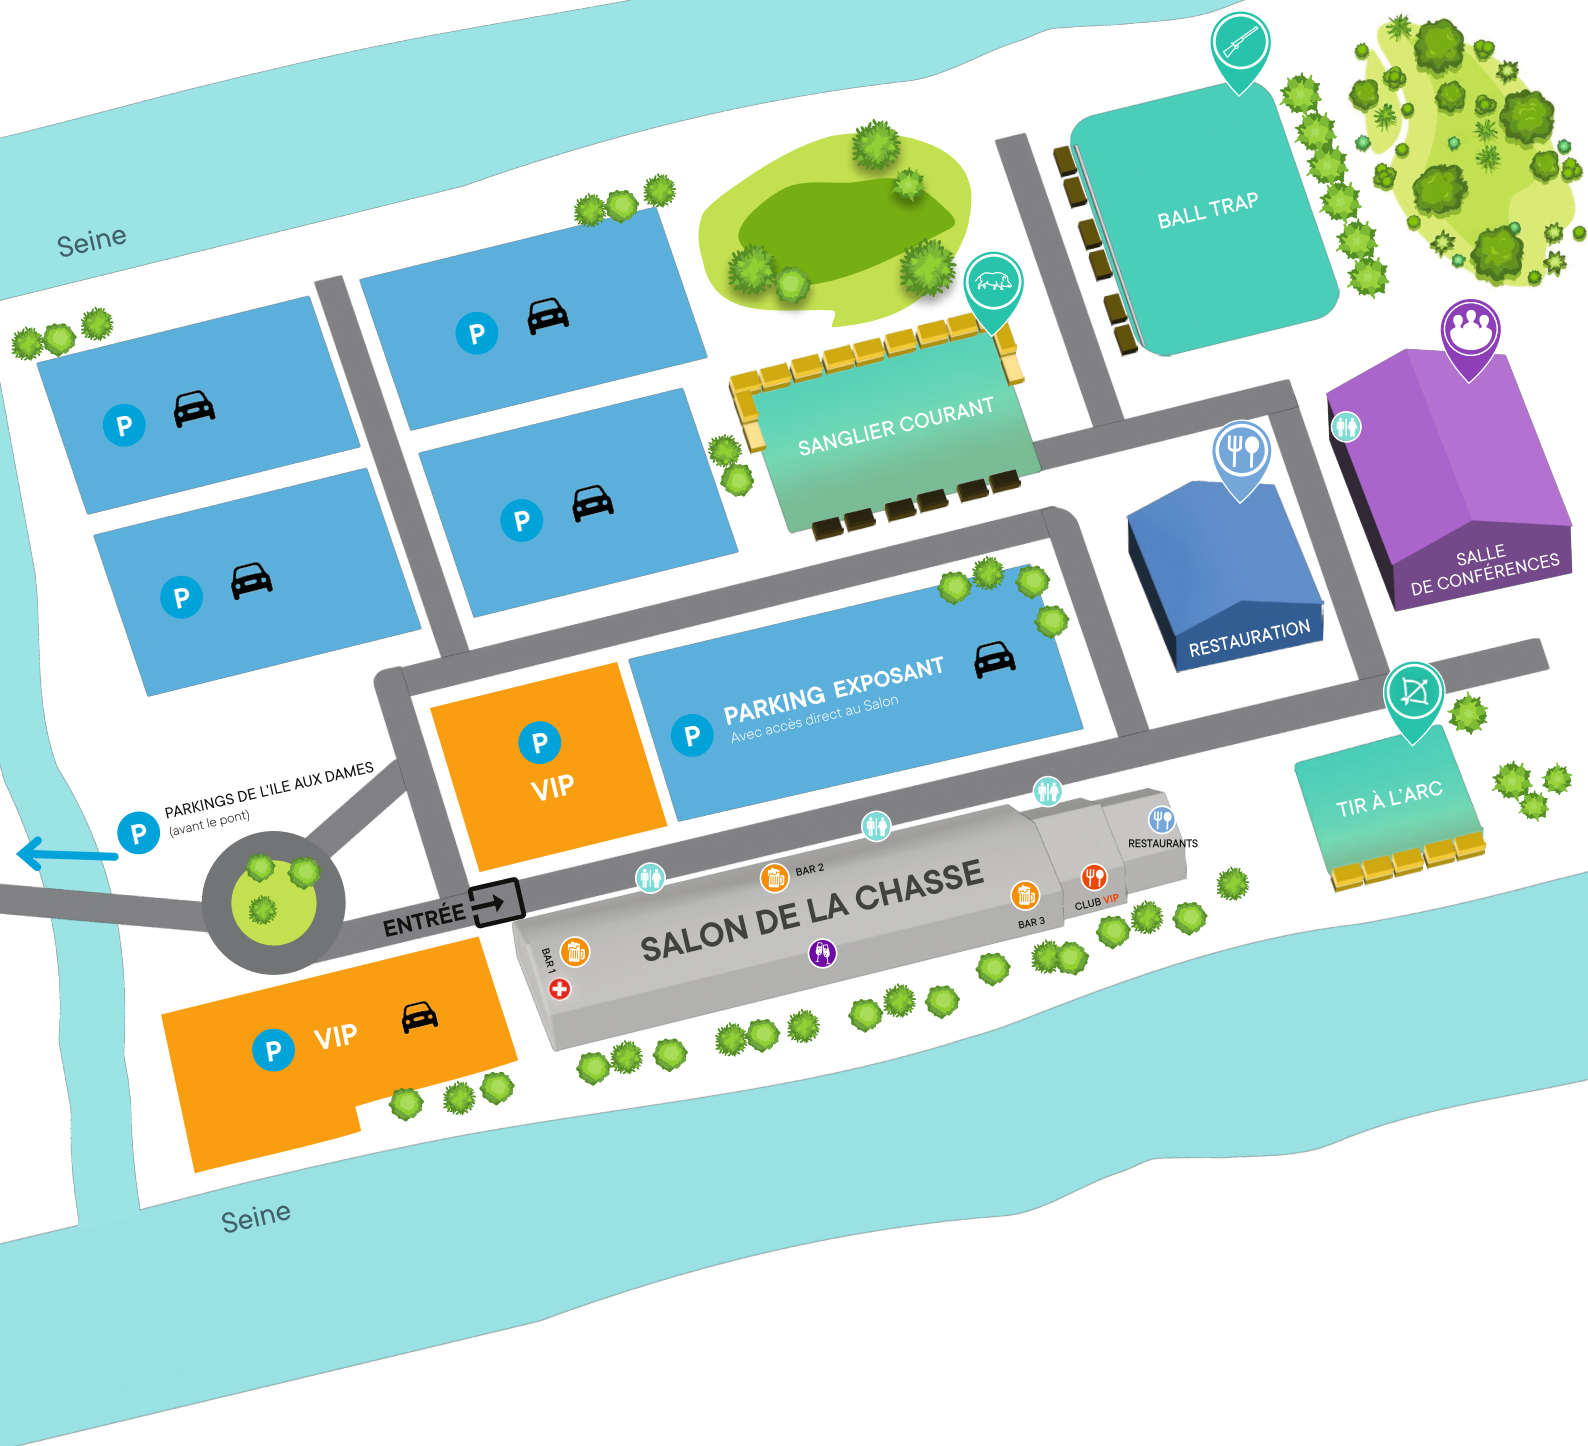 Seine
BALL TRAP
P
P
SANGLIER COURANT
P
P
SALLE
DE CONFÉRENCES
RESTAURATION
PARKING EXPOSANT
Avec accès direct au Salon
P
P
VIP
PARKINGS DE L'ILE AUX DAMES
(avant le pont)
P
TIR À L'ARC
RESTAURANTS
BAR 2
SALON DE LA CHASSE
CLUB VIP
BAR 3
ENTRÉE
BAR 1
P
VIP
Seine